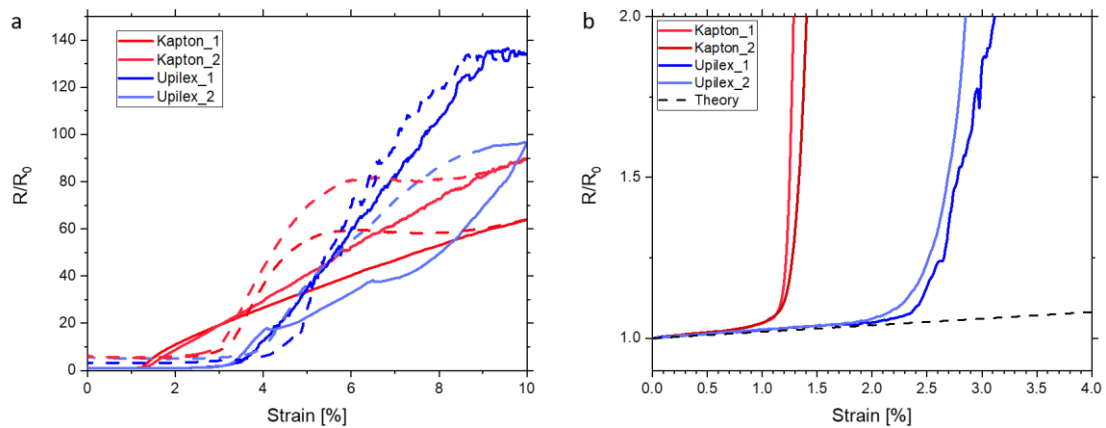 a
140
120
100
80
60
40
20
0
R/R0
0 2 4 6 8 10
Strain [%]
Kapton_1
Kapton_2
Upilex_1
Upilex_2
b
2.0
1.5
1.0
R/R0
0.0 0.5 1.0 1.5 2.0 2.5 3.0 3.5 4.0
Strain [%]
Kapton_1
Kapton_2
Upilex_1
Upilex_2
Theory